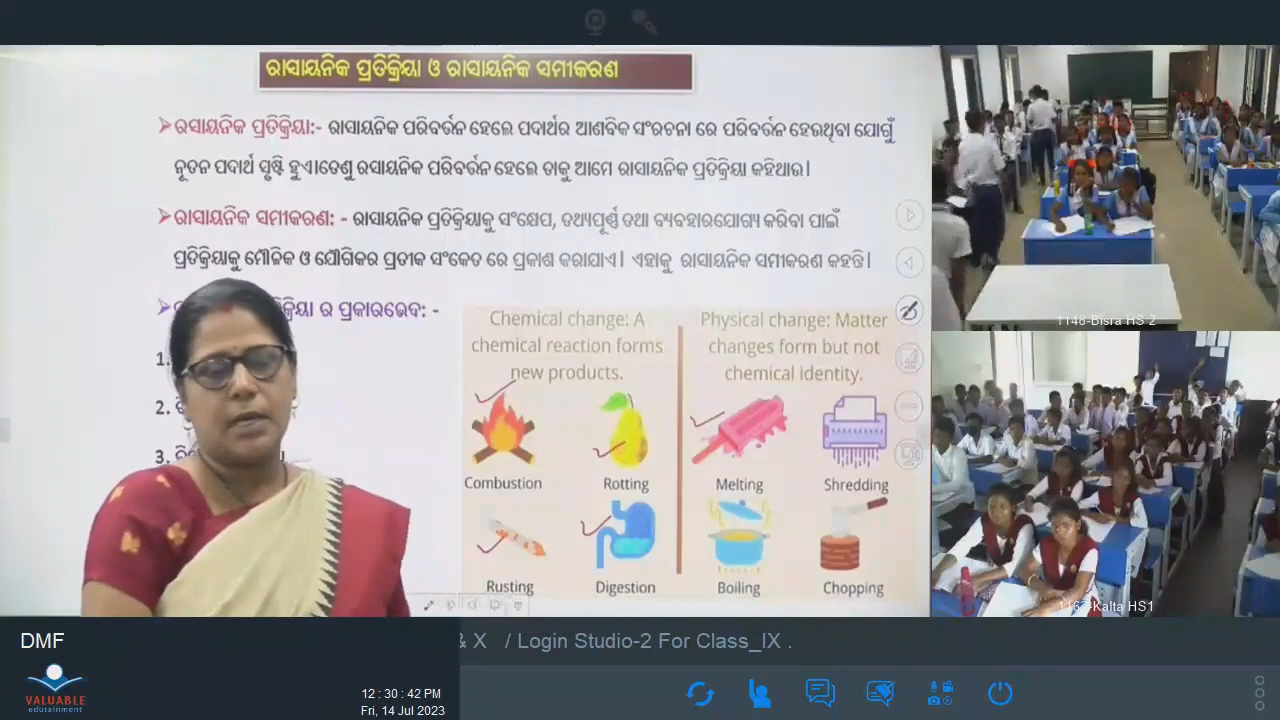 ରାସାୟନିକ ପ୍ରତିକ୍ରିୟା ଓ ରାସାୟନିକ ସମୀକରଣ
➢ରସାୟନିକ ପ୍ରତିକ୍ରିୟା:- ରାସାୟନିକ ପରିବର୍ତ୍ତନ ହେଲେ ପଦାର୍ଥର ଆଣବିକ ସଂରଚନା ରେ ପରିବର୍ତ୍ତନ ହେଉଥିବା ଯୋଗୁଁ
ନୂତନ ପଦାର୍ଥ ସୃଷ୍ଟି ହୁଏ।ତେଣୁ ରସାୟନିକ ପରିବର୍ତ୍ତନ ହେଲେ ତାକୁ ଆମେ ରାସାୟନିକ ପ୍ରତିକ୍ରିୟା କହିଥାଉ।
➢ରାସାୟନିକ ସମୀକରଣ: - ରାସାୟନିକ ପ୍ରତିକ୍ରିୟାକୁ ସଂକ୍ଷେପ, ତଥ୍ୟପୂର୍ଣ୍ଣ ତଥା ବ୍ୟବହାରଯୋଗ୍ୟ କରିବା ପାଇଁ
ପ୍ରତିକ୍ରିୟାକୁ ମୌଳିକ ଓ ଯୌଗିକର ପ୍ରତୀକ ସଂକେତ ରେ ପ୍ରକାଶ କରାଯାଏ। ଏହାକୁ ରାସାୟନିକ ସମୀକରଣ କହନ୍ତି।
ର ପ୍ରକାରଭେଦ: -
1.
2.
3.
Chemical change: A
chemical reaction forms
new products.
Combustion
Rotting
Rusting
Digestion
Physical change: Matter
changes form but not
chemical identity.
Melting
Shredding
Boiling
Chopping
1148-Bisra HS 2
Kalta HS1
DMF
& X / Login Studio-2 For Class_IX .
VALUABLE
edutainment
12 : 30 : 42 PM
Fri, 14 Jul 2023